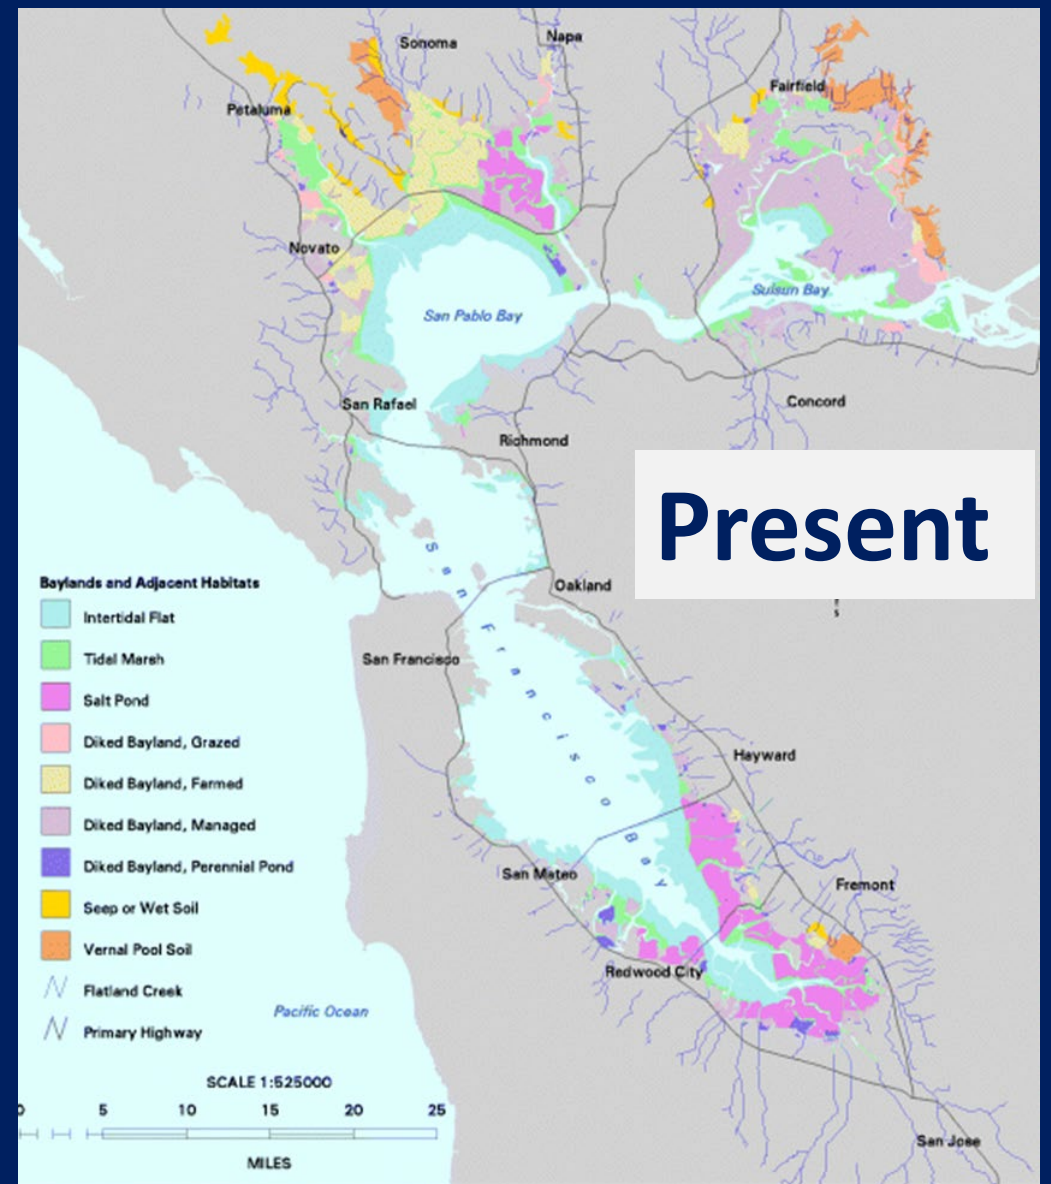 Sonoma
Napa
Petaluma
Fairfield
Novato
San Pablo Bay
Suisun Bay
San Rafael
Concord
Richmond
Present
San Francisco Bay
Oakland
Baylands and Adjacent Habitats
Intertidal Flat
Tidal Marsh
Salt Pond
Diked Bayland, Grazed
Diked Bayland, Farmed
Diked Bayland, Managed
Diked Bayland, Perennial Pond
Seep or Wet Soil
Vernal Pool Soil
Flatland Creek
Primary Highway
San Francisco
Hayward
San Mateo
Fremont
Redwood City
Pacific Ocean
SCALE 1:525000
0 5 10 15 20 25
MILES
San Jose